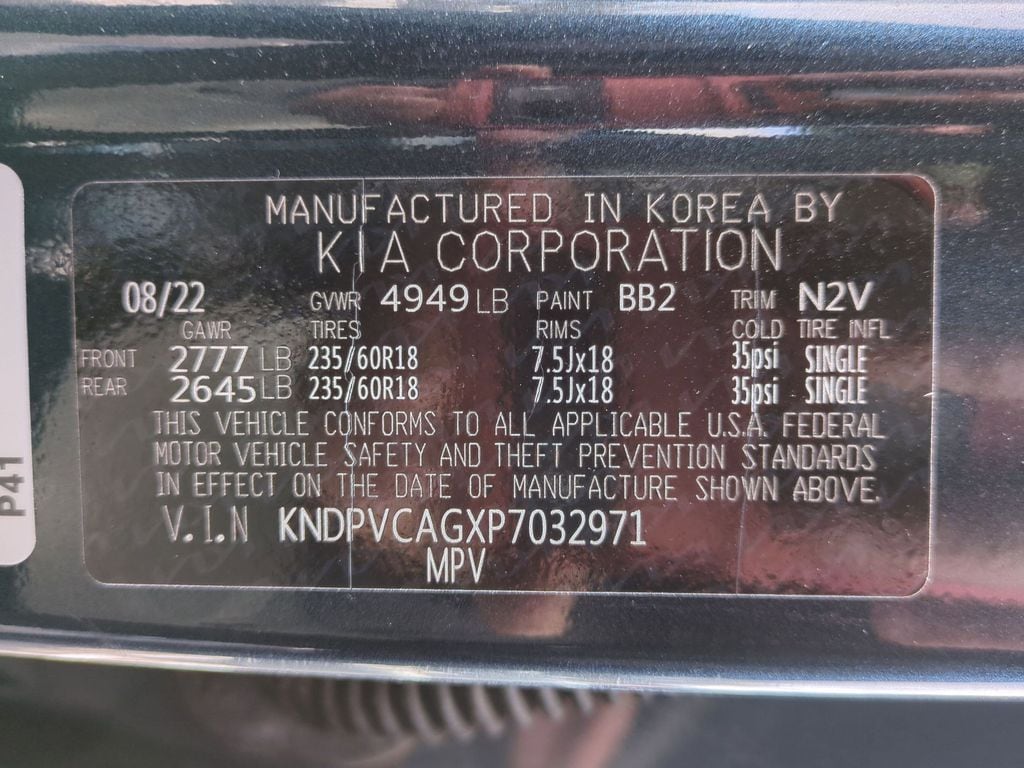 MANUFACTURED IN KOREA BY
KIA CORPORATION
08/22 GVWR 4949 LB PAINT BB2 TRIM N2V
GAWR TIRES RIMS COLD TIRE INFL
FRONT 2777 LB 235/60R18 7.5Jx18 35psi SINGLE
REAR 2645 LB 235/60R18 7.5Jx18 35psi SINGLE
THIS VEHICLE CONFORMS TO ALL APPLICABLE U.S.A. FEDERAL
MOTOR VEHICLE SAFETY AND THEFT PREVENTION STANDARDS
IN EFFECT ON THE DATE OF MANUFACTURE SHOWN ABOVE.
V.I.N KNDPVCAGXP7032971
MPV
P41